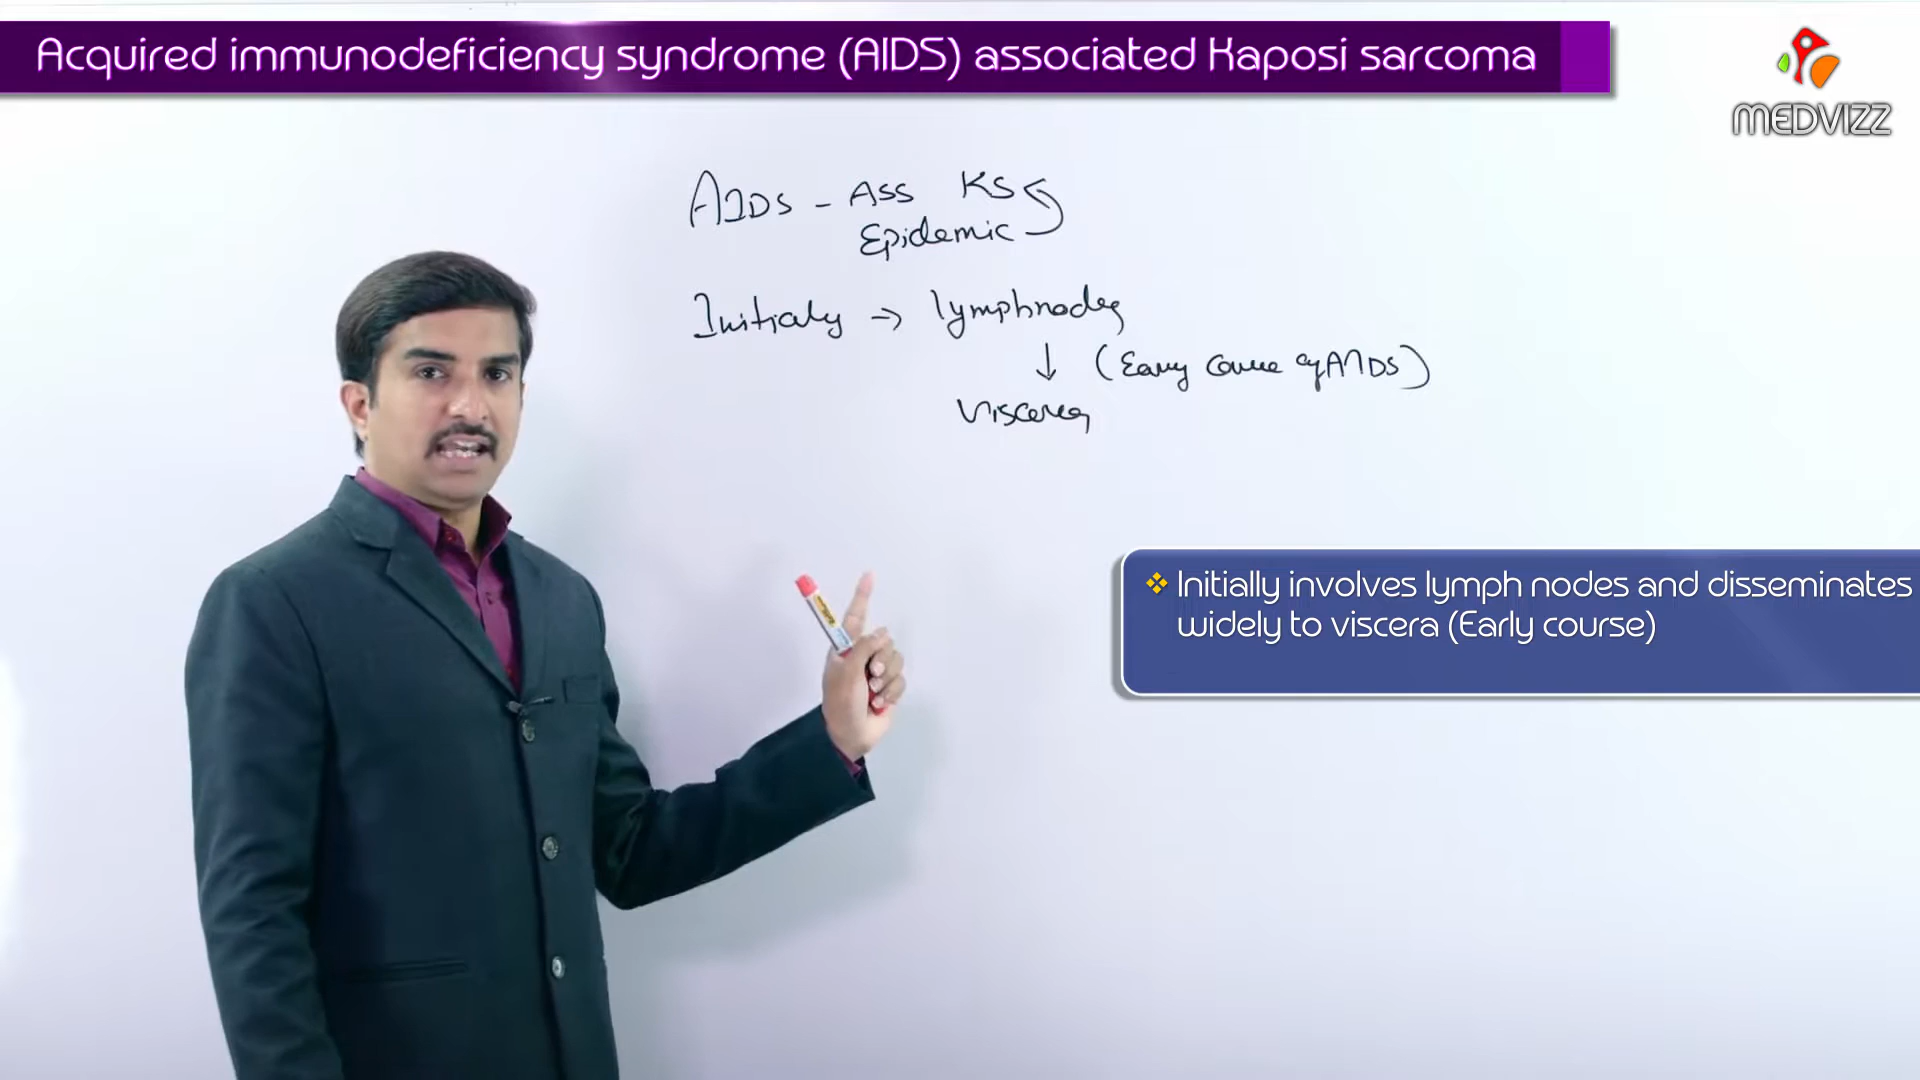 Acquired immunodeficiency syndrome (AIDS) associated Kaposi sarcoma
MEDVIZZ
AIDS - Ass KS
Epidemic
Initialy → lymphnodes
↓ (Early course of AIDS)
Viscera
❖ Initially involves lymph nodes and disseminates
widely to viscera (Early course)